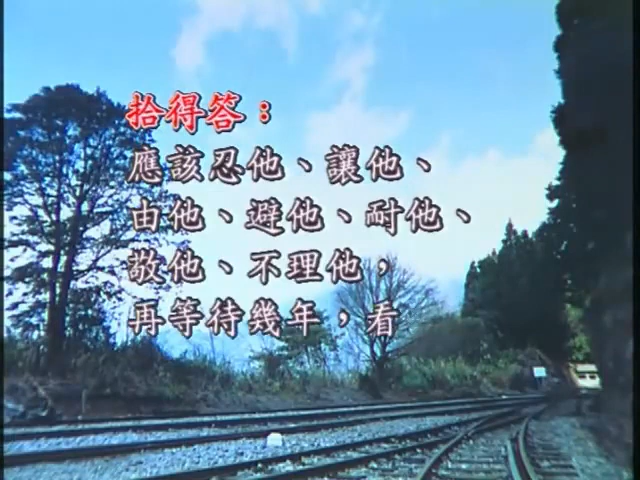 拾得答：
應該忍他、讓他、
由他、避他、耐他、
敬他、不理他，
再等待幾年，看